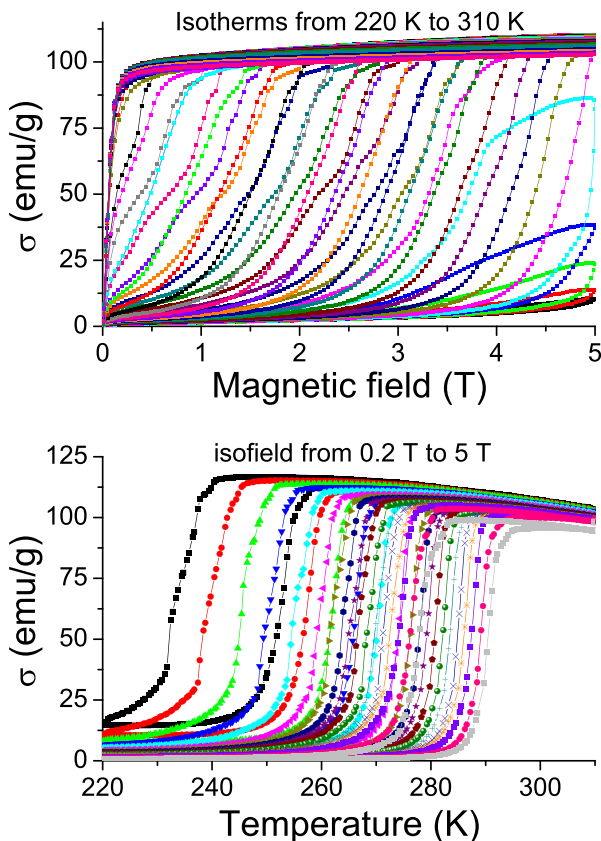 Isotherms from 220 K to 310 K
σ (emu/g)
100
75
50
25
0
0 1 2 3 4 5
Magnetic field (T)
isofield from 0.2 T to 5 T
σ (emu/g)
125
100
75
50
25
0
220 240 260 280 300
Temperature (K)